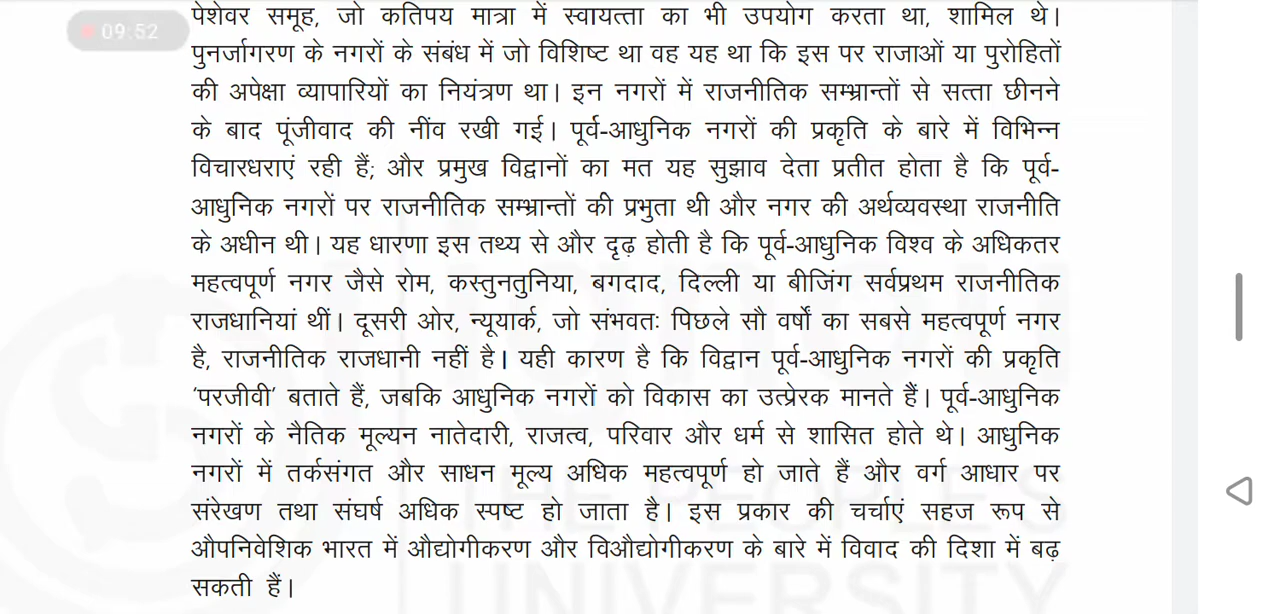 पेशेवर समूह, जो कतिपय मात्रा में स्वायत्ता का भी उपयोग करता था, शामिल थे।
09:52
पुनर्जागरण के नगरों के संबंध में जो विशिष्ट था वह यह था कि इस पर राजाओं या पुरोहितों
की अपेक्षा व्यापारियों का नियंत्रण था। इन नगरों में राजनीतिक सम्भ्रान्तों से सत्ता छीनने
के बाद पूंजीवाद की नींव रखी गई। पूर्व-आधुनिक नगरों की प्रकृति के बारे में विभिन्न
विचारधराएं रही हैं; और प्रमुख विद्वानों का मत यह सुझाव देता प्रतीत होता है कि पूर्व-
आधुनिक नगरों पर राजनीतिक सम्भ्रान्तों की प्रभुता थी और नगर की अर्थव्यवस्था राजनीति
के अधीन थी। यह धारणा इस तथ्य से और दृढ़ होती है कि पूर्व-आधुनिक विश्व के अधिकतर
महत्वपूर्ण नगर जैसे रोम, कस्तुनतुनिया, बगदाद, दिल्ली या बीजिंग सर्वप्रथम राजनीतिक
राजधानियां थीं। दूसरी ओर, न्यूयार्क, जो संभवतः पिछले सौ वर्षों का सबसे महत्वपूर्ण नगर
है, राजनीतिक राजधानी नहीं है। यही कारण है कि विद्वान पूर्व-आधुनिक नगरों की प्रकृति
'परजीवी' बताते हैं, जबकि आधुनिक नगरों को विकास का उत्प्रेरक मानते हैं। पूर्व-आधुनिक
नगरों के नैतिक मूल्यन नातेदारी, राजत्व, परिवार और धर्म से शासित होते थे। आधुनिक
नगरों में तर्कसंगत और साधन मूल्य अधिक महत्वपूर्ण हो जाते हैं और वर्ग आधार पर
संरेखण तथा संघर्ष अधिक स्पष्ट हो जाता है। इस प्रकार की चर्चाएं सहज रूप से
औपनिवेशिक भारत में औद्योगीकरण और विऔद्योगीकरण के बारे में विवाद की दिशा में बढ़
सकती हैं।
THE PEOPLE'S
UNIVERSITY